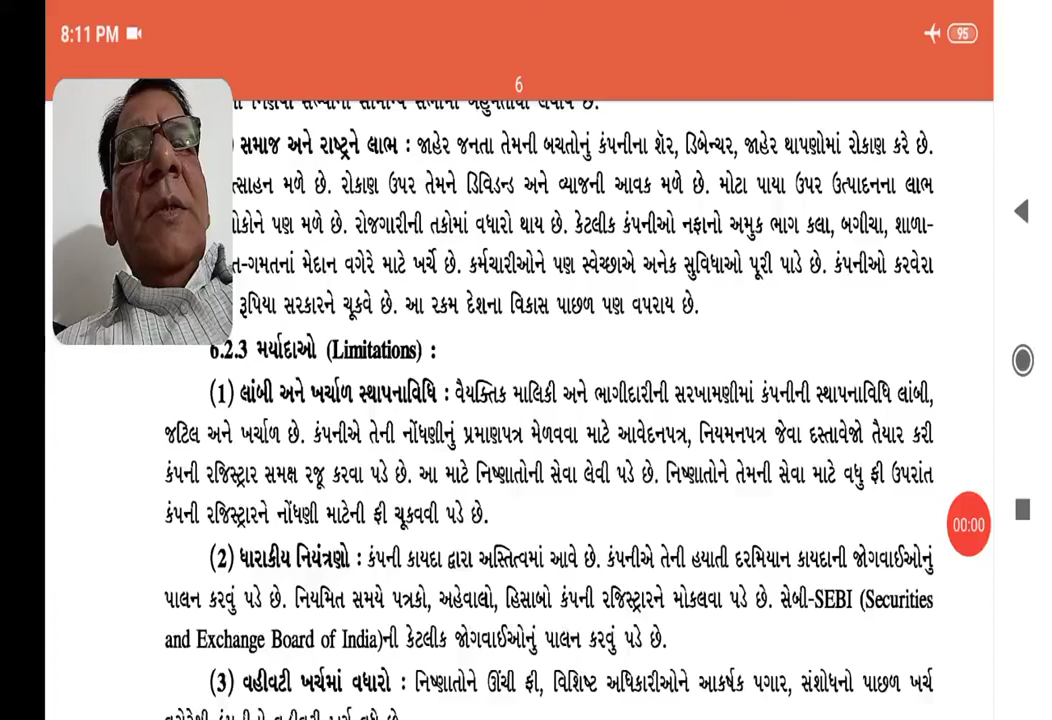 8:11 PM
95
6
સમાજ અને રાષ્ટ્રને લાભ : જાહેર જનતા તેમની બચતોનું કંપનીના શૅર, ડિબેન્ચર, જાહેર થાપણોમાં રોકાણ કરે છે.
મળે છે. રોકાણ ઉપર તેમને ડિવિડન્ડ અને વ્યાજની આવક મળે છે. મોટા પાયા ઉપર ઉત્પાદનના લાભ
પણ મળે છે. રોજગારીની તકોમાં વધારો થાય છે. કેટલીક કંપનીઓ નફાનો અમુક ભાગ કલા, બગીચા, શાળા-
ગમતનાં મેદાન વગેરે માટે ખર્ચે છે. કર્મચારીઓને પણ સ્વેચ્છાએ અનેક સુવિધાઓ પૂરી પાડે છે. કંપનીઓ કરવેરા
રૂપિયા સરકારને ચૂકવે છે. આ રકમ દેશના વિકાસ પાછળ પણ વપરાય છે.
6.2.3 મર્યાદાઓ (Limitations) :
(1) લાંબી અને ખર્ચાળ સ્થાપનાવિધિ : વૈયક્તિક માલિકી અને ભાગીદારીની સરખામણીમાં કંપનીની સ્થાપનાવિધિ લાંબી,
જટિલ અને ખર્ચાળ છે. કંપનીએ તેની નોંધણીનું પ્રમાણપત્ર મેળવવા માટે આવેદનપત્ર, નિયમનપત્ર જેવા દસ્તાવેજો તૈયાર કરી
કંપની રજિસ્ટ્રાર સમક્ષ રજૂ કરવા પડે છે. આ માટે નિષ્ણાતોની સેવા લેવી પડે છે. નિષ્ણાતોને તેમની સેવા માટે વધુ ફી ઉપરાંત
કંપની રજિસ્ટ્રારને નોંધણી માટેની ફી ચૂકવવી પડે છે.
00:00
(2) ધારાકીય નિયંત્રણો : કંપની કાયદા દ્વારા અસ્તિત્વમાં આવે છે. કંપનીએ તેની હયાતી દરમિયાન કાયદાની જોગવાઈઓનું
પાલન કરવું પડે છે. નિયમિત સમયે પત્રકો, અહેવાલો, હિસાબો કંપની રજિસ્ટ્રારને મોકલવા પડે છે. સેબી-SEBI (Securities
and Exchange Board of India)ની કેટલીક જોગવાઈઓનું પાલન કરવું પડે છે.
(3) વહીવટી ખર્ચમાં વધારો : નિષ્ણાતોને ઊંચી ફી, વિશિષ્ટ અધિકારીઓને આકર્ષક પગાર, સંશોધનો પાછળ ખર્ચ